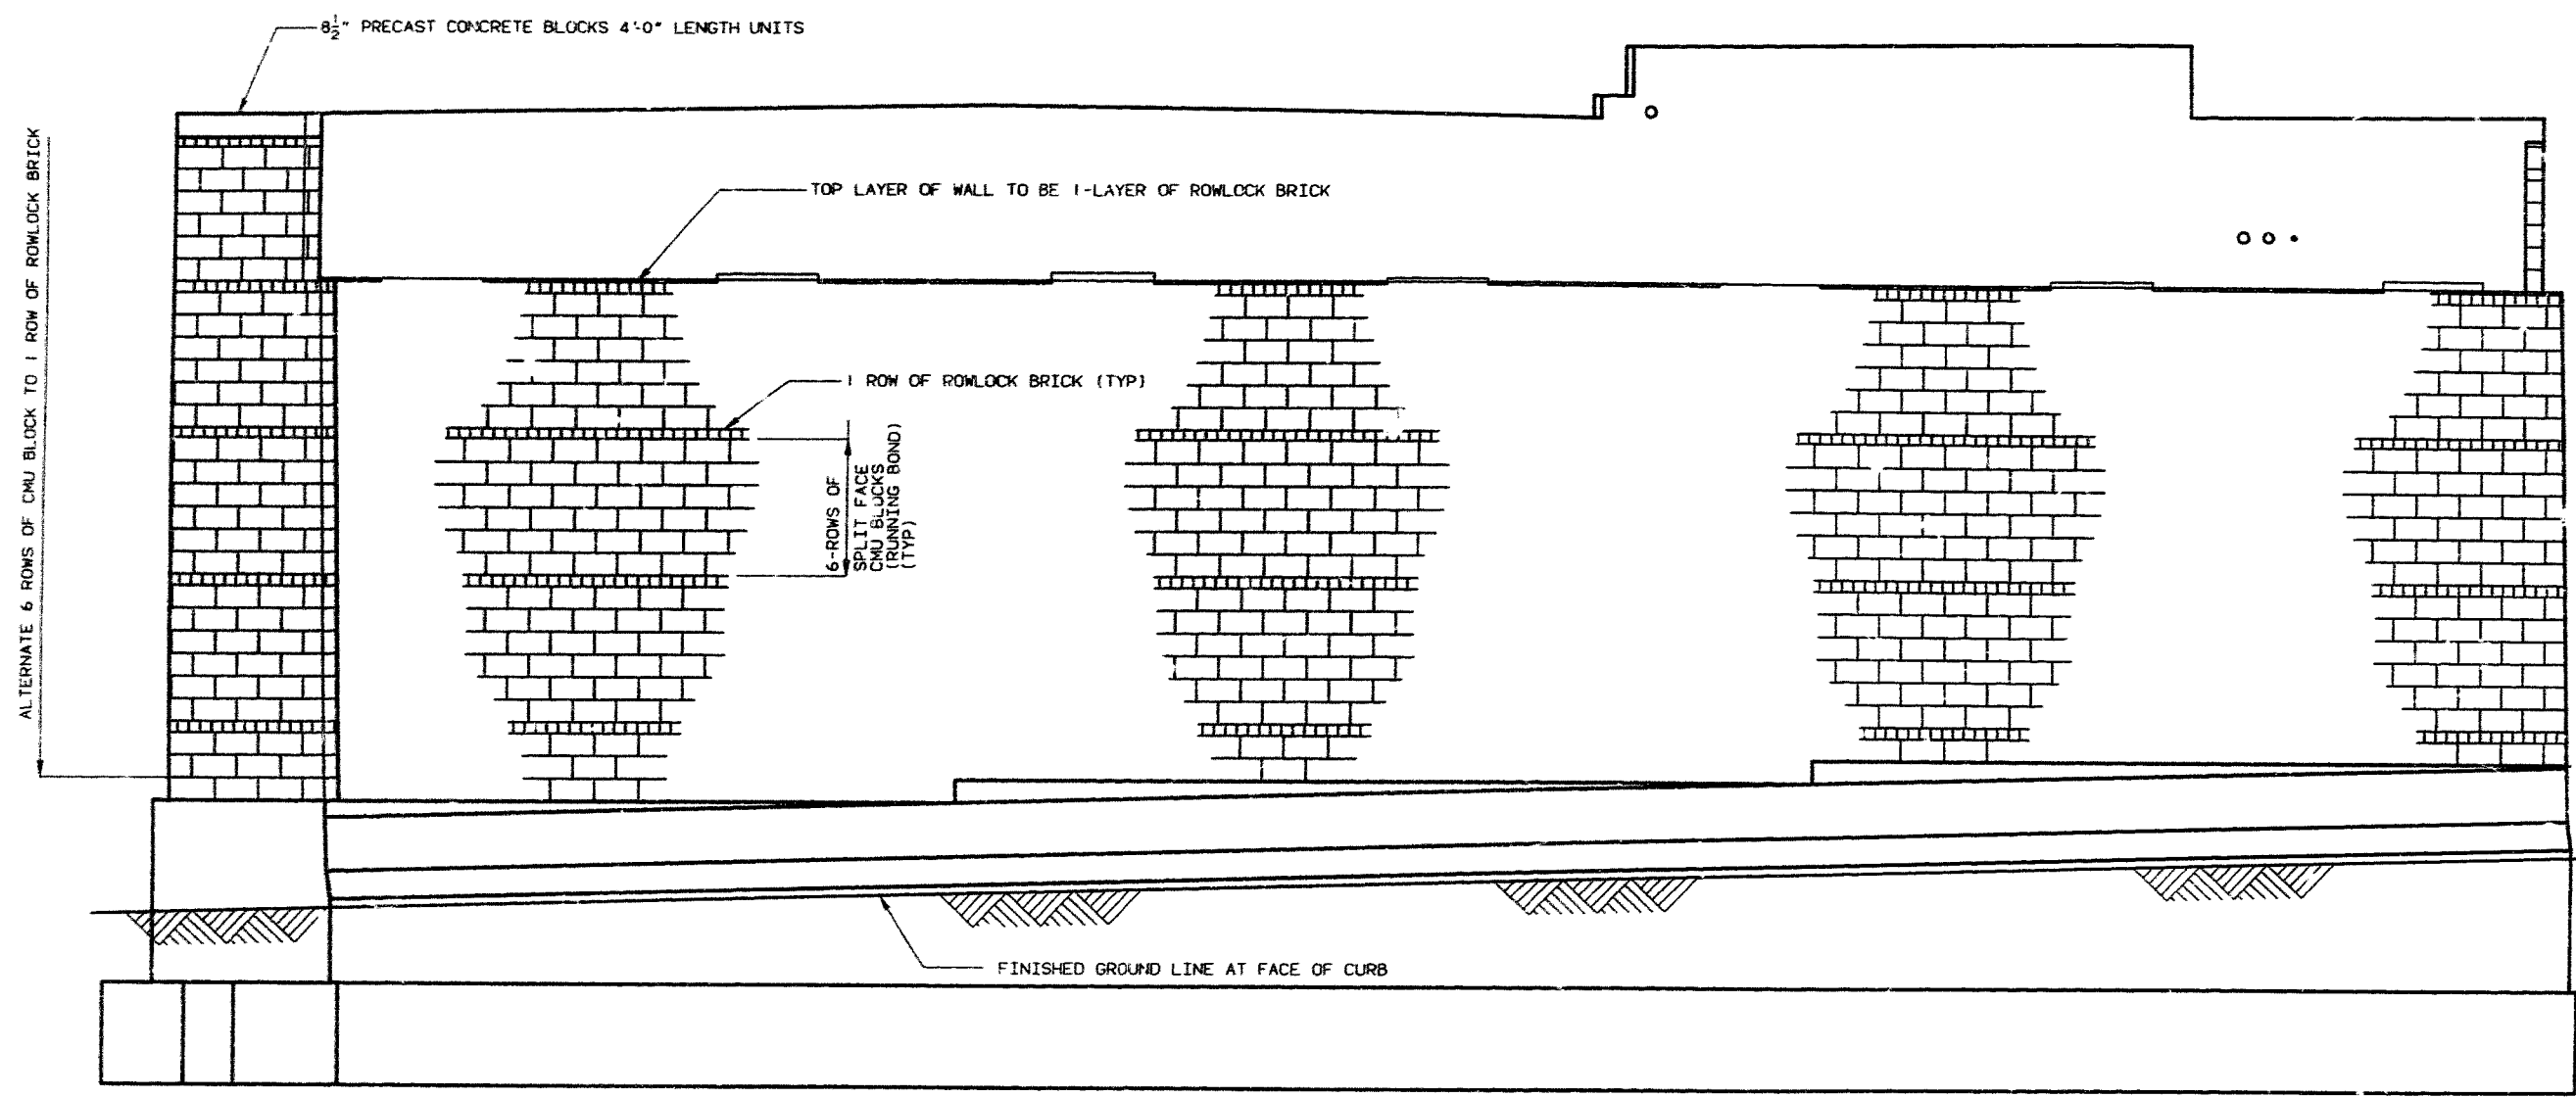 8½" PRECAST CONCRETE BLOCKS 4'-0" LENGTH UNITS
ALTERNATE 6 ROWS OF CMU BLOCK TO 1 ROW OF ROWLOCK BRICK
TOP LAYER OF WALL TO BE 1-LAYER OF ROWLOCK BRICK
1 ROW OF ROWLOCK BRICK (TYP)
6-ROWS OF
SPLIT FACE
CMU BLOCKS
(RUNNING BOND)
(TYP)
FINISHED GROUND LINE AT FACE OF CURB